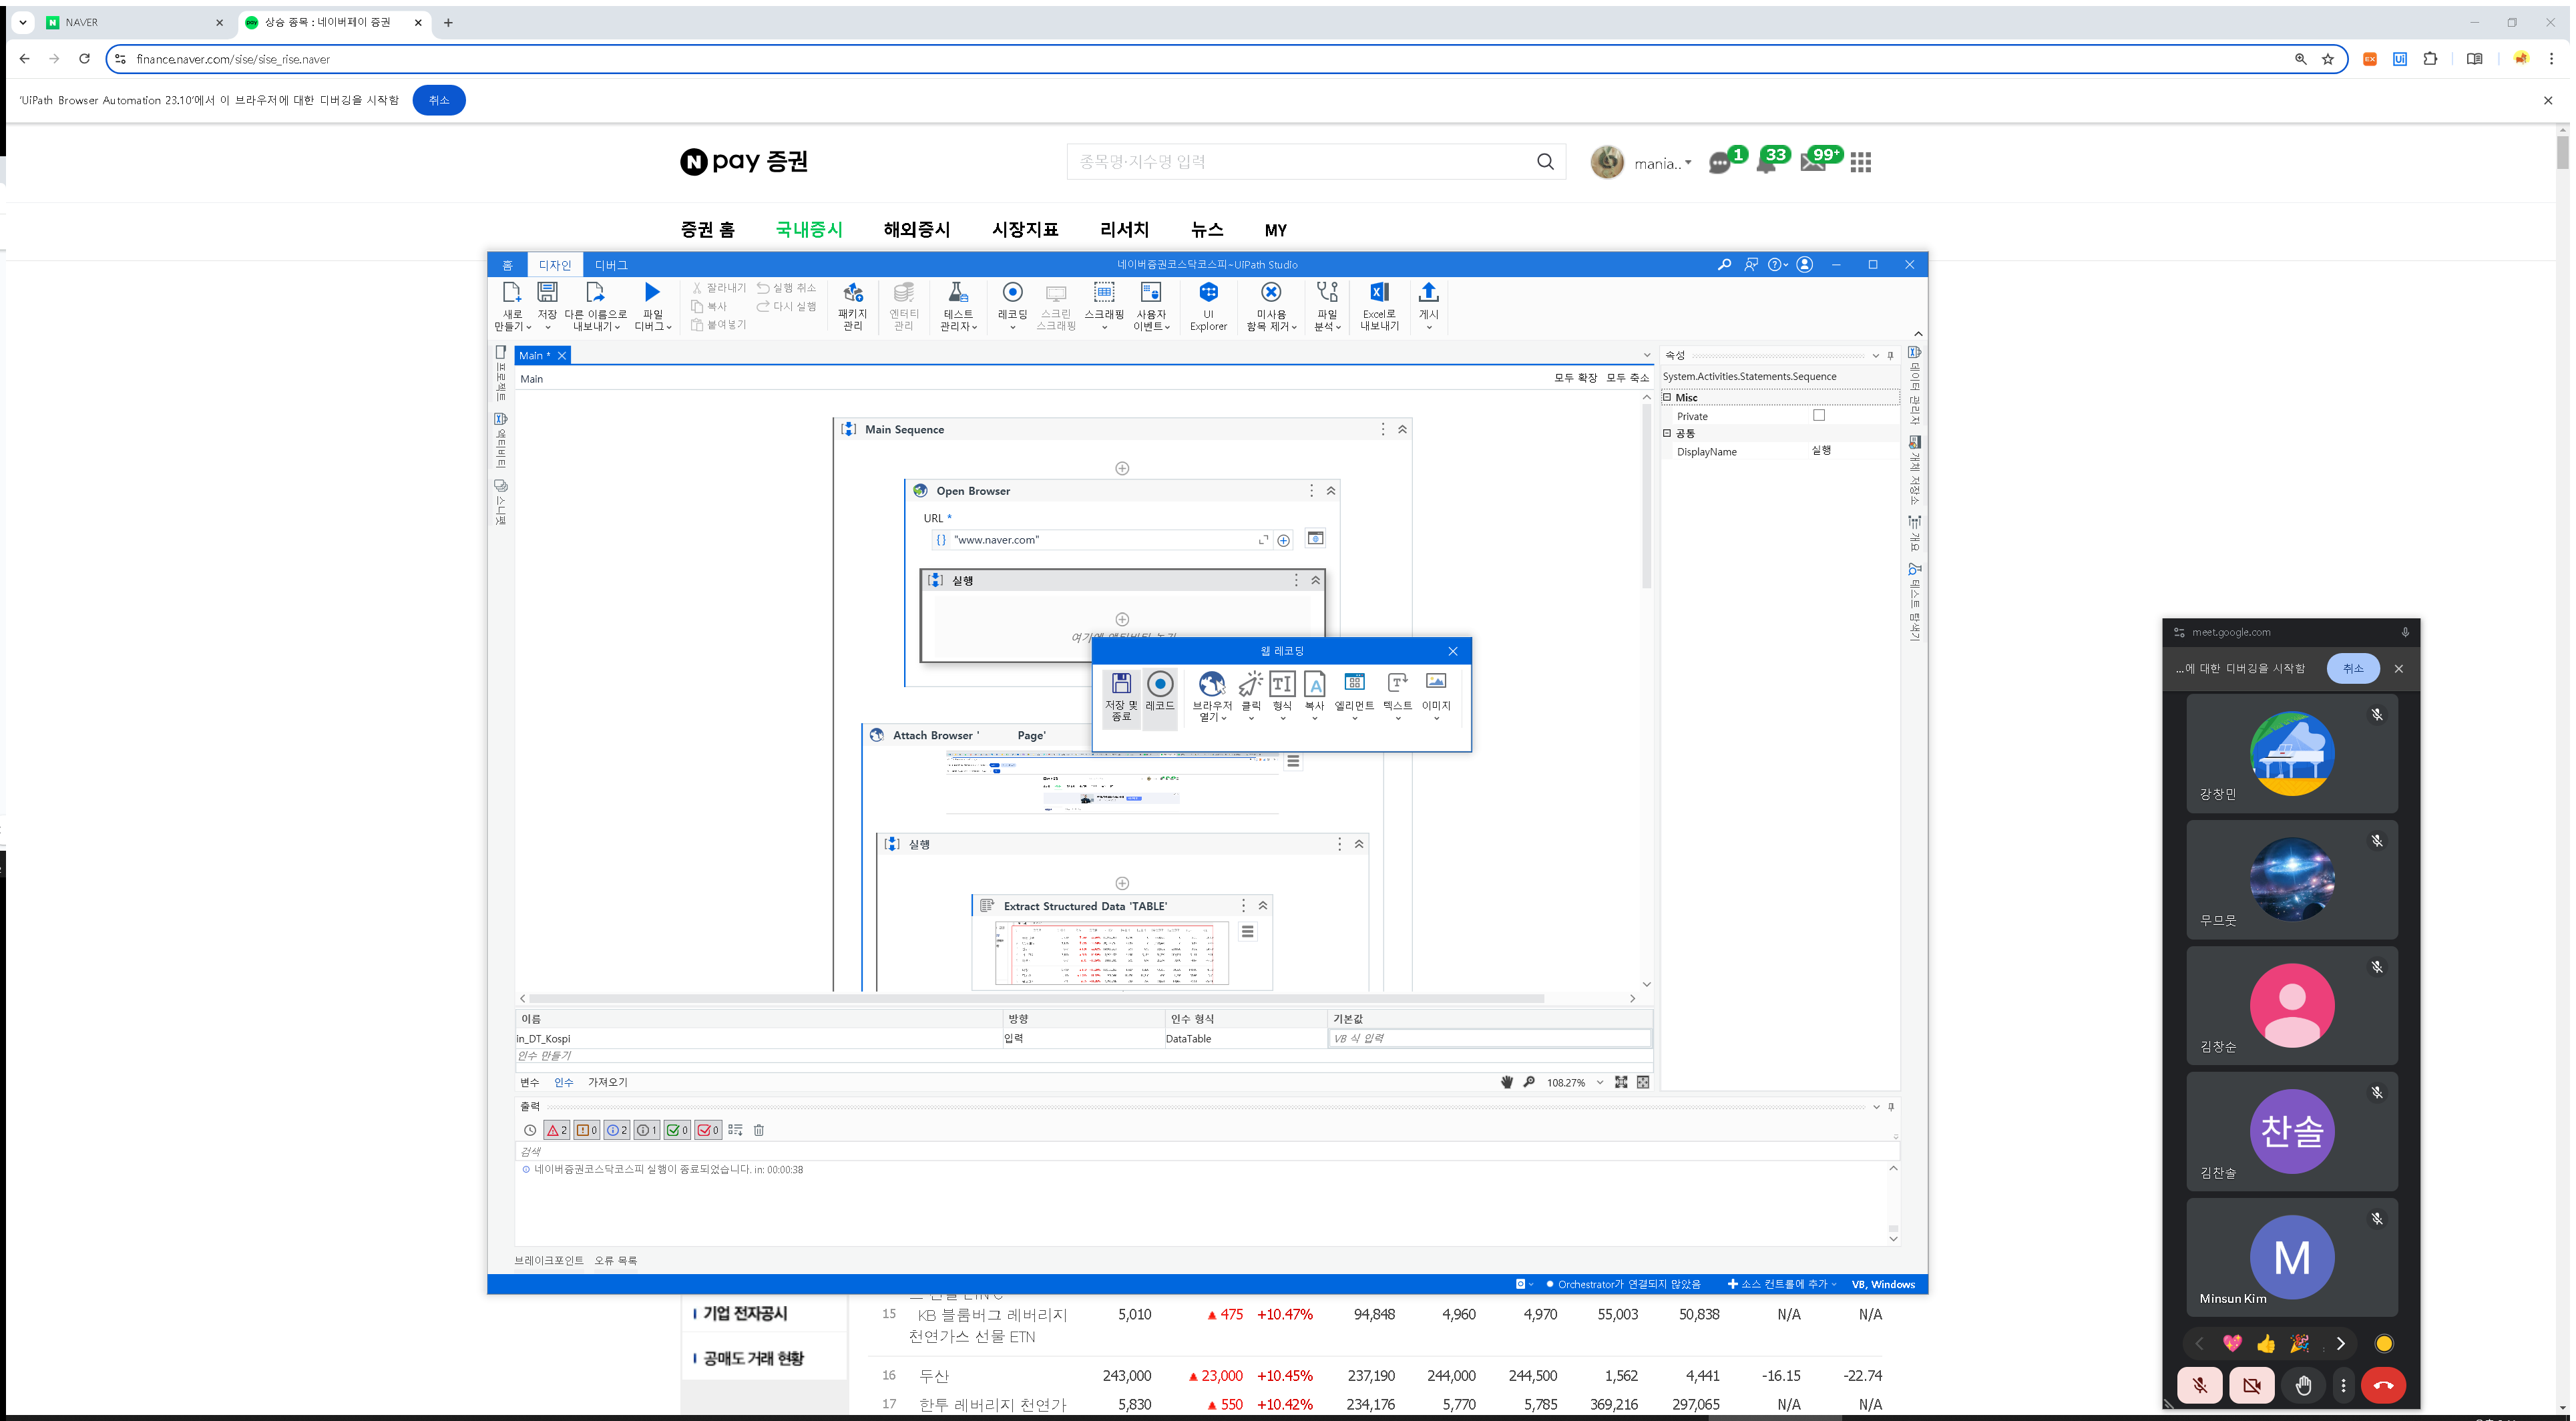 NAVER
상승 종목 : 네이버페이 증권
finance.naver.com/sise/sise_rise.naver
'UiPath Browser Automation 23.10'에서 이 브라우저에 대한 디버깅을 시작함
취소
N pay 증권
종목명·지수명 입력
mania..
1
33
99+
증권 홈 국내증시 해외증시 시장지표 리서치 뉴스 MY
네이버증권코스닥코스피-UiPath Studio
홈 디자인 디버그
새로 만들기
저장
다른 이름으로 내보내기
파일 디버그
잘라내기
복사
붙여넣기
실행 취소
다시 실행
패키지 관리
엔터티 관리
테스트 관리자
레코딩
스크린 스크래핑
스크래핑
사용자 이벤트
UI Explorer
미사용 항목 제거
파일 분석
Excel로 내보내기
게시
프로젝트
액티비티
스니펫
Main *
Main
모두 확장 모두 축소
Main Sequence
Open Browser
URL *
"www.naver.com"
실행
웹 레코딩
저장 및 종료
레코드
브라우저 열기
클릭
형식
복사
엘리먼트
텍스트
이미지
Attach Browser ' Page'
실행
Extract Structured Data 'TABLE'
속성
System.Activities.Statements.Sequence
Misc
Private
공통
DisplayName 실행
데이터 관리자
개체 저장소
개요
테스트 탐색기
이름 방향 인수 형식 기본값
in_DT_Kospi 입력 DataTable VB 식 입력
인수 만들기
변수 인수 가져오기
108.27%
출력
2 0 2 1 0 0
검색
네이버증권코스닥코스피 실행이 종료되었습니다. in: 00:00:38
브레이크포인트 오류 목록
Orchestrator가 연결되지 않았음
소스 컨트롤에 추가
VB, Windows
기업 전자공시
공매도 거래 현황
15 KB 블룸버그 레버리지 천연가스 선물 ETN 5,010 ▲ 475 +10.47% 94,848 4,960 4,970 55,003 50,838 N/A N/A
16 두산 243,000 ▲ 23,000 +10.45% 237,190 244,000 244,500 1,562 4,441 -16.15 -22.74
17 한투 레버리지 천연가 5,830 ▲ 550 +10.42% 234,176 5,770 5,785 369,216 297,065 N/A N/A
meet.google.com
...에 대한 디버깅을 시작함
취소
강창민
무므뭇
김창순
찬솔
김찬솔
M
Minsun Kim